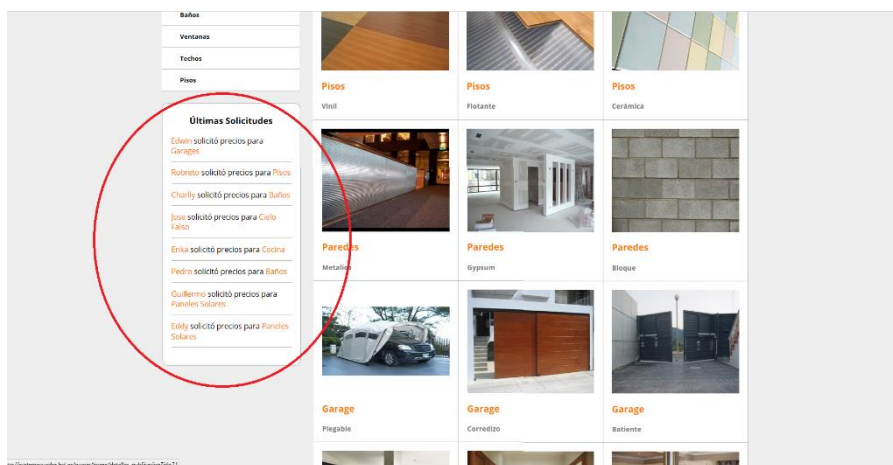 Baños
Ventanas
Techos
Pisos
Últimas Solicitudes
Edwin solicitó precios para
Garages
Robreto solicitó precios para Pisos
Charlly solicitó precios para Baños
Jose solicitó precios para Cielo
Falso
Erika solicitó precios para Cocina
Pedro solicitó precios para Baños
Guillermo solicitó precios para
Paneles Solares
Eddy solicitó precios para Paneles
Solares
Pisos
Vinil
Pisos
Flotante
Pisos
Cerámica
Paredes
Metalica
Paredes
Gypsum
Paredes
Bloque
Garage
Plegable
Garage
Corredizo
Garage
Batiente